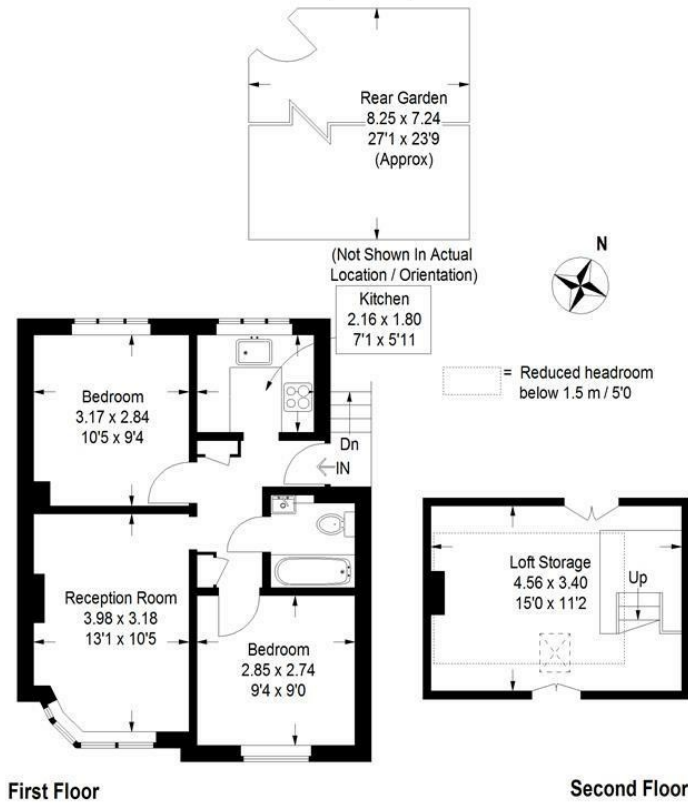 Rear Garden
8.25 x 7.24
27'1 x 23'9
(Approx)
(Not Shown In Actual
Location / Orientation)
N
Kitchen
2.16 x 1.80
7'1 x 5'11
= Reduced headroom
below 1.5 m / 5'0
Bedroom
3.17 x 2.84
10'5 x 9'4
Dn
IN
Reception Room
3.98 x 3.18
13'1 x 10'5
Bedroom
2.85 x 2.74
9'4 x 9'0
Loft Storage
4.56 x 3.40
15'0 x 11'2
Up
First Floor
Second Floor